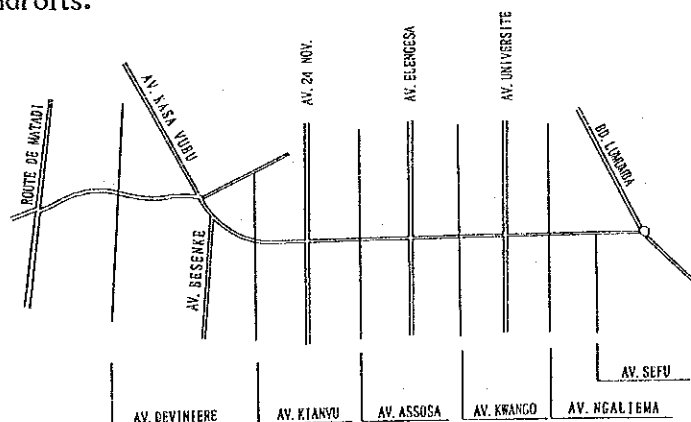 ndroits.
ROUTE DE MATADI
AV. KASA VUBU
AV. 24 NOV.
AV. ELENGESA
AV. UNIVERSITE
BD. LUMUMBA
AV. BESENKE
AV. SEFU
AV. DEVINIERE
AV. KIANVU
AV. ASSOSA
AV. KWANGO
AV. NGALIEMA